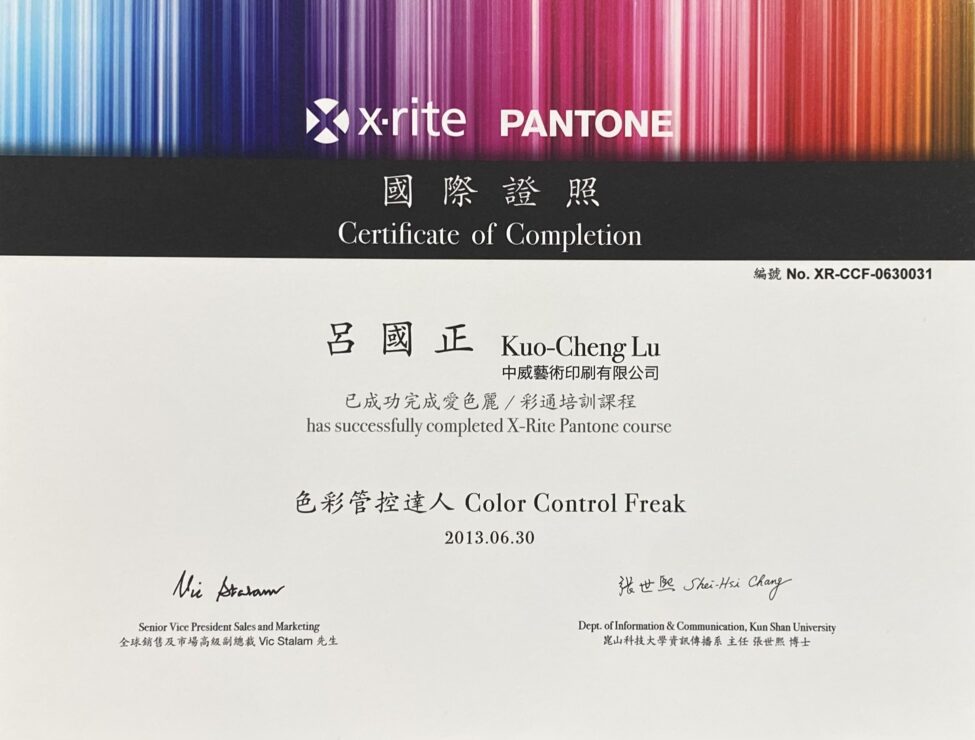 x·rite PANTONE
國際證照
Certificate of Completion
編號 No. XR-CCF-0630031
呂國正 Kuo-Cheng Lu
中威藝術印刷有限公司
已成功完成愛色麗/彩通培訓課程
has successfully completed X-Rite Pantone course
色彩管控達人 Color Control Freak
2013.06.30
Vic Stalam
張世熙 Shei-Hsi Chang
Senior Vice President Sales and Marketing
全球銷售及市場高級副總裁 Vic Stalam 先生
Dept. of Information & Communication, Kun Shan University
崑山科技大學資訊傳播系 主任 張世熙 博士